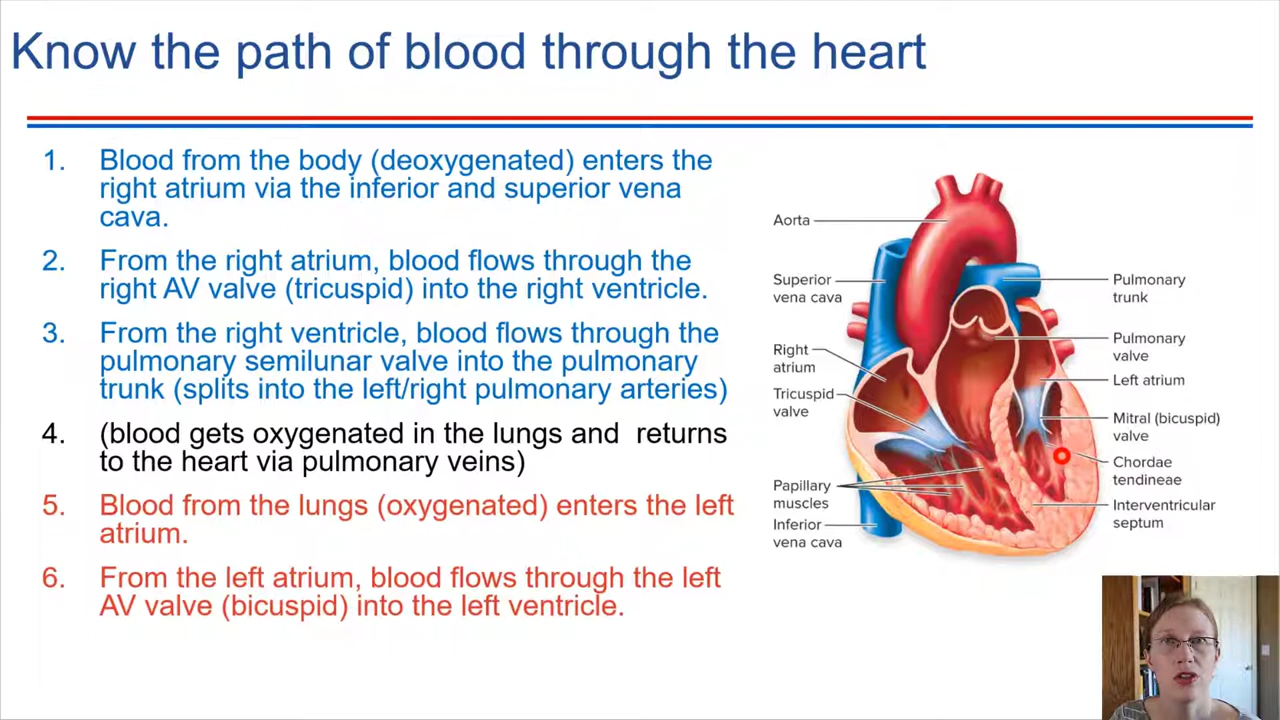 Know the path of blood through the heart
1. Blood from the body (deoxygenated) enters the
right atrium via the inferior and superior vena
cava.
2. From the right atrium, blood flows through the
right AV valve (tricuspid) into the right ventricle.
3. From the right ventricle, blood flows through the
pulmonary semilunar valve into the pulmonary
trunk (splits into the left/right pulmonary arteries)
4. (blood gets oxygenated in the lungs and returns
to the heart via pulmonary veins)
5. Blood from the lungs (oxygenated) enters the left
atrium.
6. From the left atrium, blood flows through the left
AV valve (bicuspid) into the left ventricle.
Aorta
Superior
vena cava
Right
atrium
Tricuspid
valve
Papillary
muscles
Inferior
vena cava
Pulmonary
trunk
Pulmonary
valve
Left atrium
Mitral (bicuspid)
valve
Chordae
tendineae
Interventricular
septum